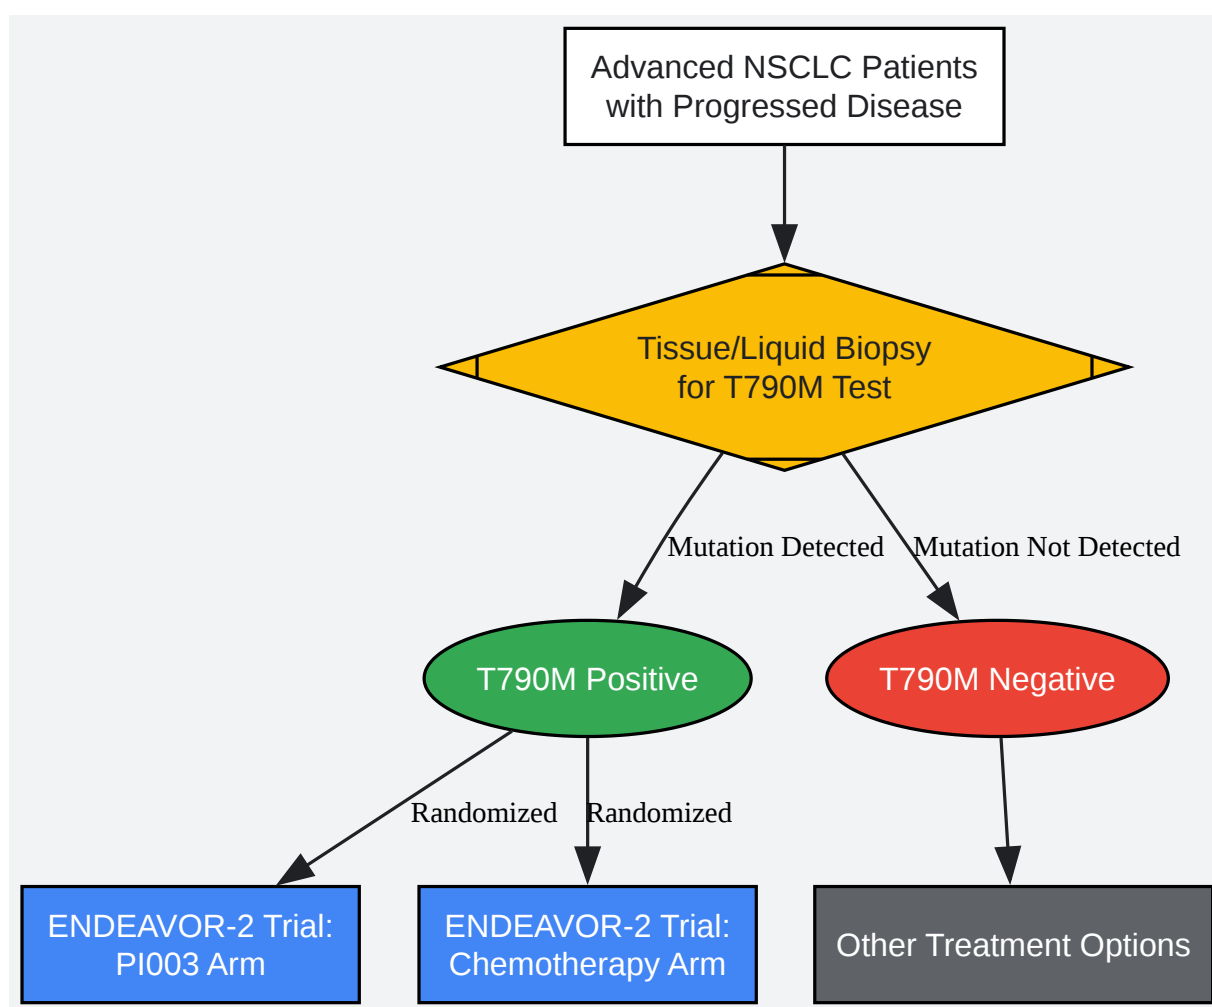 Advanced NSCLC Patients
with Progressed Disease
Tissue/Liquid Biopsy
for T790M Test
Mutation Detected
Mutation Not Detected
T790M Positive
T790M Negative
Randomized
Randomized
ENDEAVOR-2 Trial:
PI003 Arm
ENDEAVOR-2 Trial:
Chemotherapy Arm
Other Treatment Options